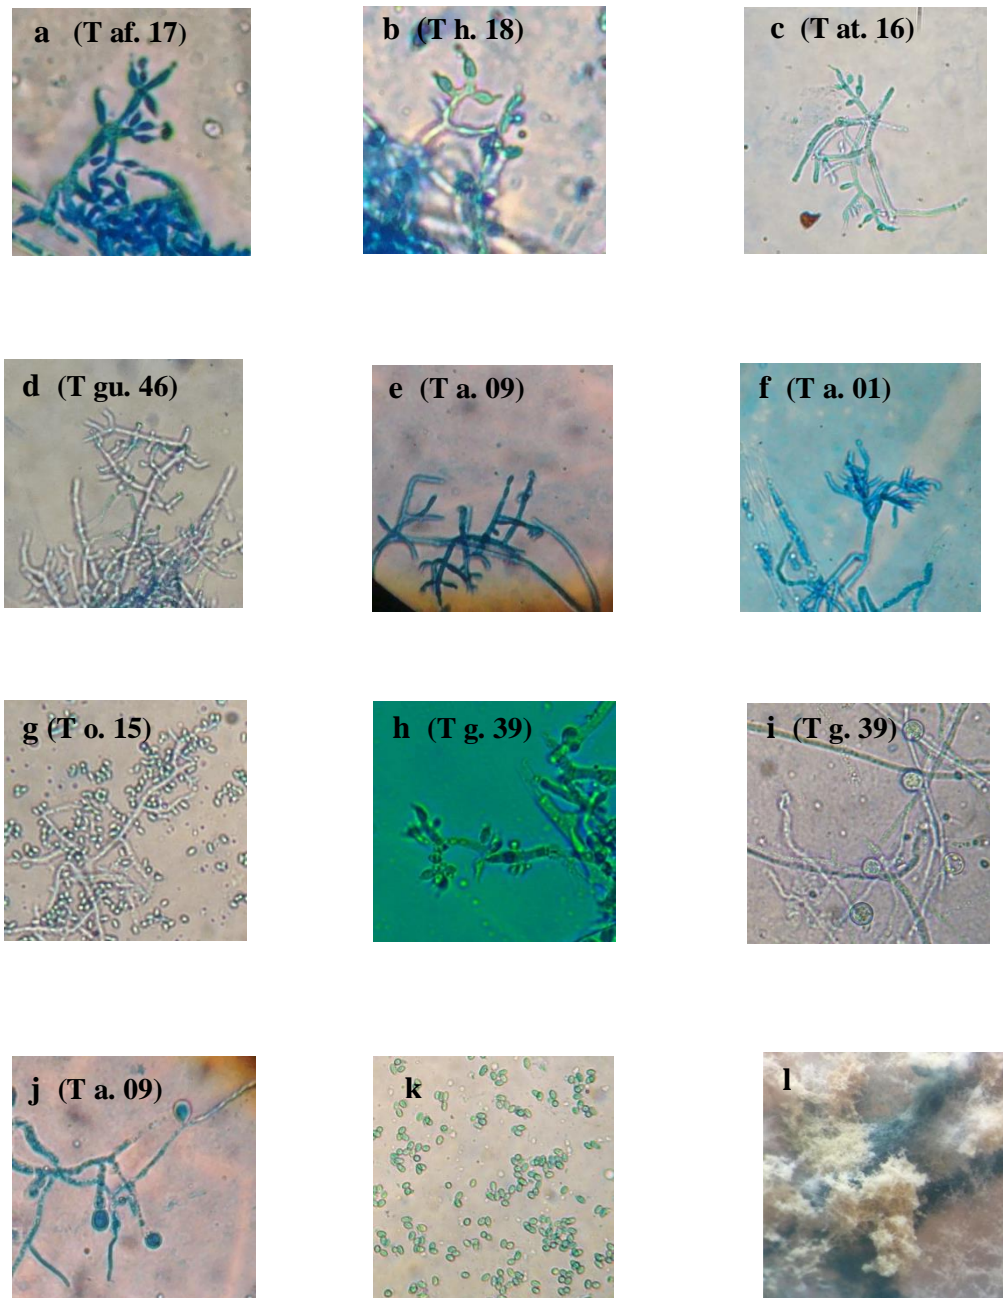 a (T af. 17)
b (T h. 18)
c (T at. 16)
d (T gu. 46)
e (T a. 09)
f (T a. 01)
g (T o. 15)
h (T g. 39)
i (T g. 39)
j (T a. 09)
k
l